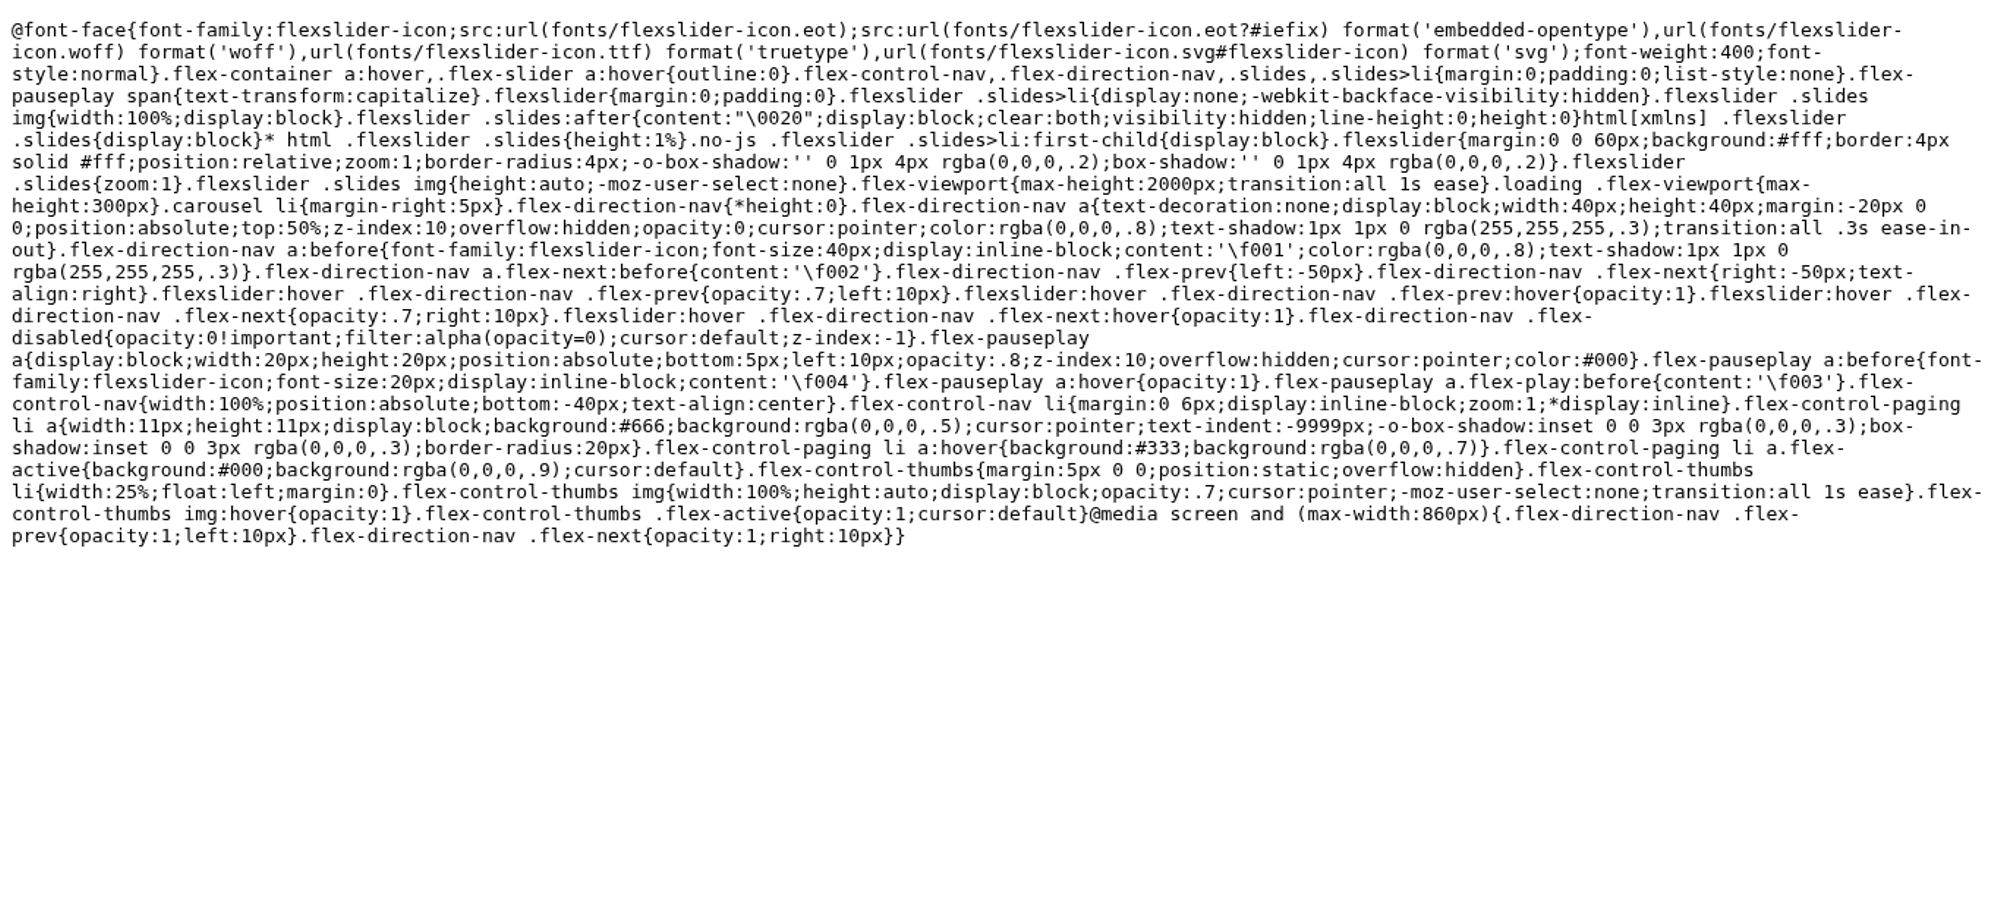 @font-face{font-family:flexslider-icon;src:url(fonts/flexslider-icon.eot);src:url(fonts/flexslider-icon.eot?#iefix) format('embedded-opentype'),url(fonts/flexslider-
icon.woff) format('woff'),url(fonts/flexslider-icon.ttf) format('truetype'),url(fonts/flexslider-icon.svg#flexslider-icon) format('svg');font-weight:400;font-
style:normal}.flex-container a:hover,.flex-slider a:hover{outline:0}.flex-control-nav,.flex-direction-nav,.slides,.slides>li{margin:0;padding:0;list-style:none}.flex-
pauseplay span{text-transform:capitalize}.flexslider{margin:0;padding:0}.flexslider .slides>li{display:none;-webkit-backface-visibility:hidden}.flexslider .slides
img{width:100%;display:block}.flexslider .slides:after{content:"\0020";display:block;clear:both;visibility:hidden;line-height:0;height:0}html[xmlns] .flexslider
.slides{display:block}* html .flexslider .slides{height:1%}.no-js .flexslider .slides>li:first-child{display:block}.flexslider{margin:0 0 60px;background:#fff;border:4px
solid #fff;position:relative;zoom:1;border-radius:4px;-o-box-shadow:'' 0 1px 4px rgba(0,0,0,.2);box-shadow:'' 0 1px 4px rgba(0,0,0,.2)}.flexslider
.slides{zoom:1}.flexslider .slides img{height:auto;-moz-user-select:none}.flex-viewport{max-height:2000px;transition:all 1s ease}.loading .flex-viewport{max-
height:300px}.carousel li{margin-right:5px}.flex-direction-nav{*height:0}.flex-direction-nav a{text-decoration:none;display:block;width:40px;height:40px;margin:-20px 0
0;position:absolute;top:50%;z-index:10;overflow:hidden;opacity:0;cursor:pointer;color:rgba(0,0,0,.8);text-shadow:1px 1px 0 rgba(255,255,255,.3);transition:all .3s ease-in-
out}.flex-direction-nav a:before{font-family:flexslider-icon;font-size:40px;display:inline-block;content:'\f001';color:rgba(0,0,0,.8);text-shadow:1px 1px 0
rgba(255,255,255,.3)}.flex-direction-nav a.flex-next:before{content:'\f002'}.flex-direction-nav .flex-prev{left:-50px}.flex-direction-nav .flex-next{right:-50px;text-
align:right}.flexslider:hover .flex-direction-nav .flex-prev{opacity:.7;left:10px}.flexslider:hover .flex-direction-nav .flex-prev:hover{opacity:1}.flexslider:hover .flex-
direction-nav .flex-next{opacity:.7;right:10px}.flexslider:hover .flex-direction-nav .flex-next:hover{opacity:1}.flex-direction-nav .flex-
disabled{opacity:0!important;filter:alpha(opacity=0);cursor:default;z-index:-1}.flex-pauseplay
a{display:block;width:20px;height:20px;position:absolute;bottom:5px;left:10px;opacity:.8;z-index:10;overflow:hidden;cursor:pointer;color:#000}.flex-pauseplay a:before{font-
family:flexslider-icon;font-size:20px;display:inline-block;content:'\f004'}.flex-pauseplay a:hover{opacity:1}.flex-pauseplay a.flex-play:before{content:'\f003'}.flex-
control-nav{width:100%;position:absolute;bottom:-40px;text-align:center}.flex-control-nav li{margin:0 6px;display:inline-block;zoom:1;*display:inline}.flex-control-paging
li a{width:11px;height:11px;display:block;background:#666;background:rgba(0,0,0,.5);cursor:pointer;text-indent:-9999px;-o-box-shadow:inset 0 0 3px rgba(0,0,0,.3);box-
shadow:inset 0 0 3px rgba(0,0,0,.3);border-radius:20px}.flex-control-paging li a:hover{background:#333;background:rgba(0,0,0,.7)}.flex-control-paging li a.flex-
active{background:#000;background:rgba(0,0,0,.9);cursor:default}.flex-control-thumbs{margin:5px 0 0;position:static;overflow:hidden}.flex-control-thumbs
li{width:25%;float:left;margin:0}.flex-control-thumbs img{width:100%;height:auto;display:block;opacity:.7;cursor:pointer;-moz-user-select:none;transition:all 1s ease}.flex-
control-thumbs img:hover{opacity:1}.flex-control-thumbs .flex-active{opacity:1;cursor:default}@media screen and (max-width:860px){.flex-direction-nav .flex-
prev{opacity:1;left:10px}.flex-direction-nav .flex-next{opacity:1;right:10px}}